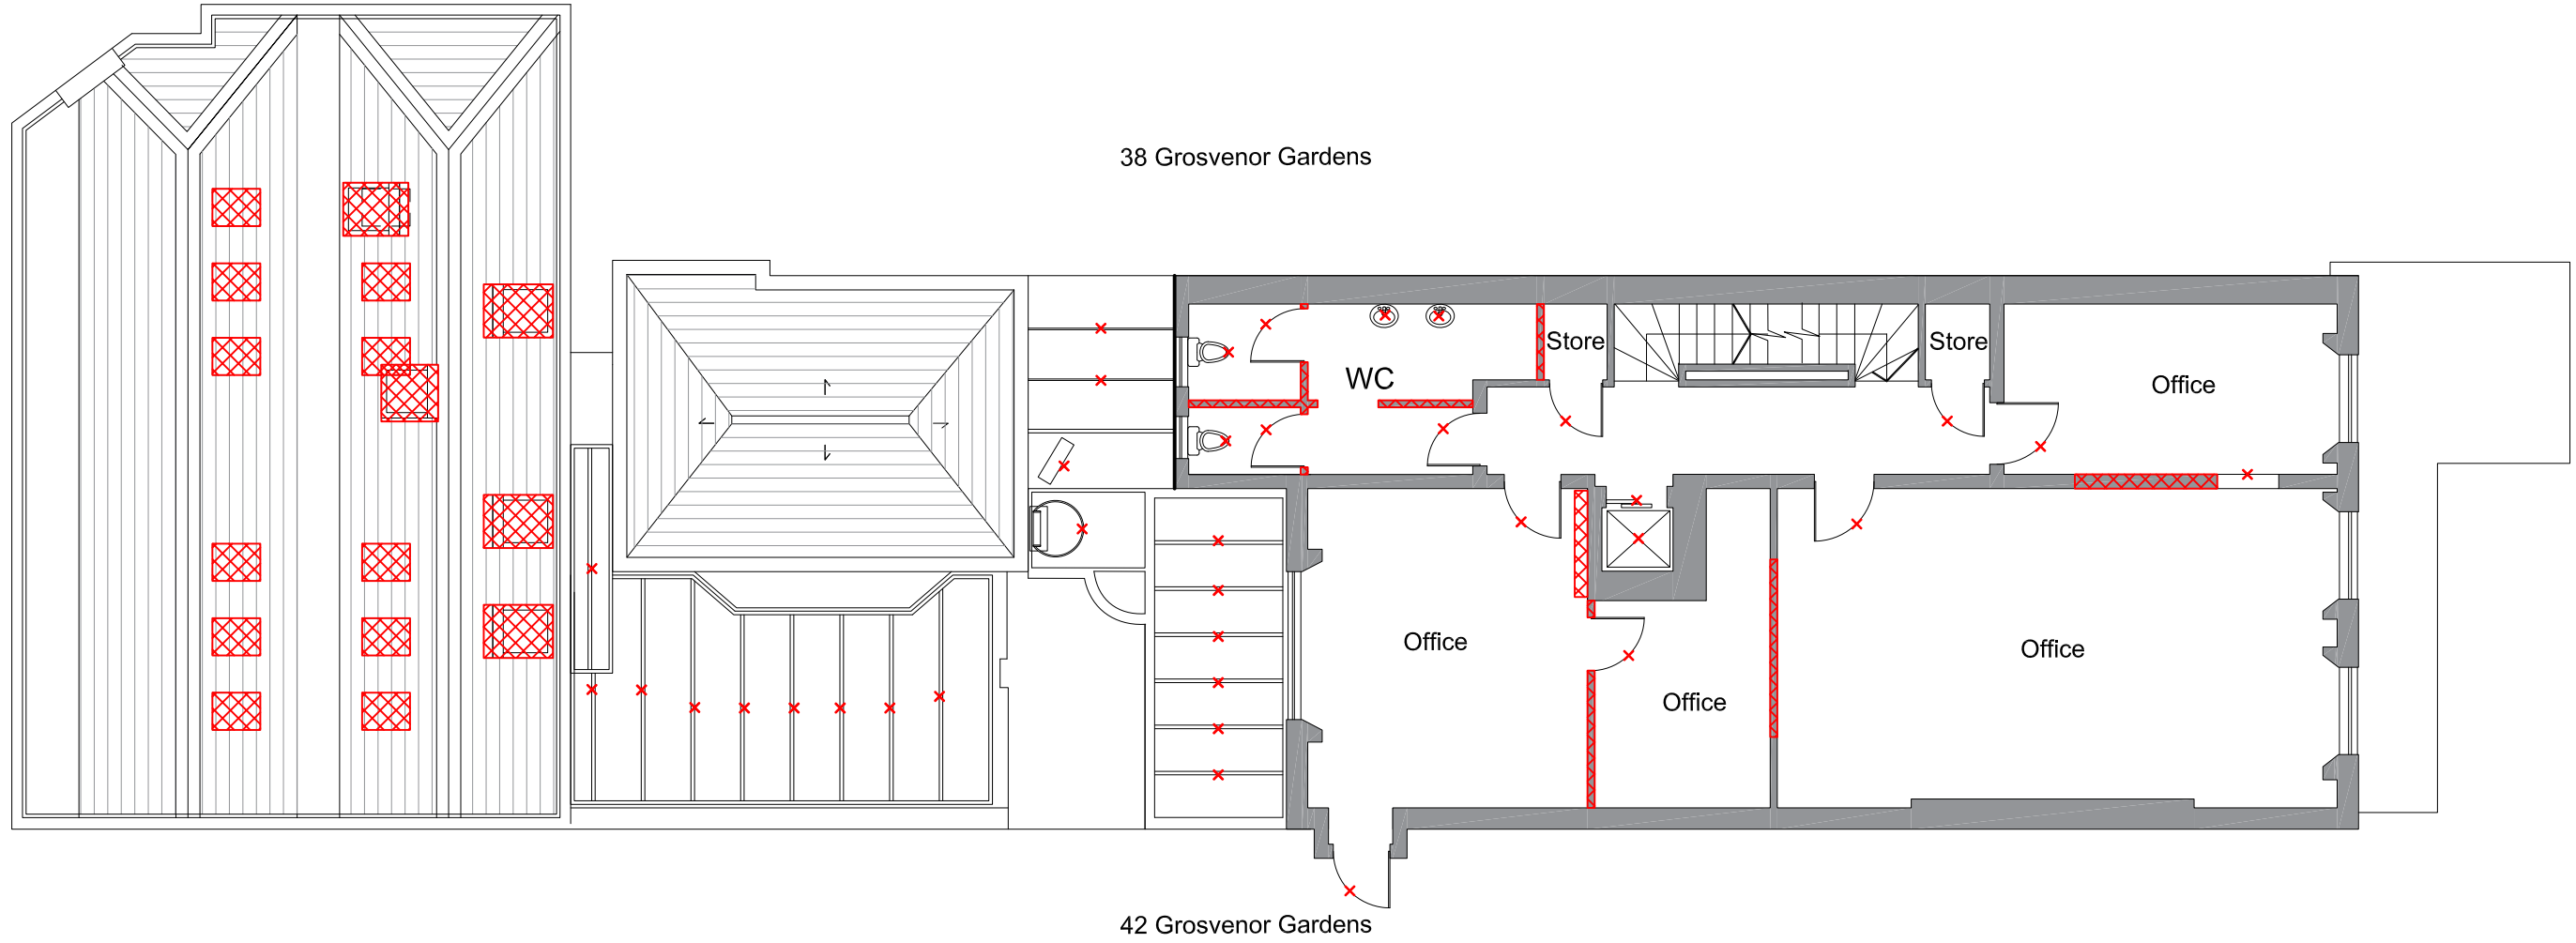 38 Grosvenor Gardens
Store
Store
WC
Office
Office
Office
Office
42 Grosvenor Gardens